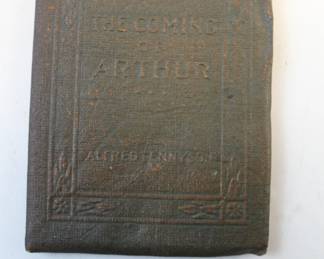 THE COMING
OF
ARTHUR
ALFRED TENNYSON